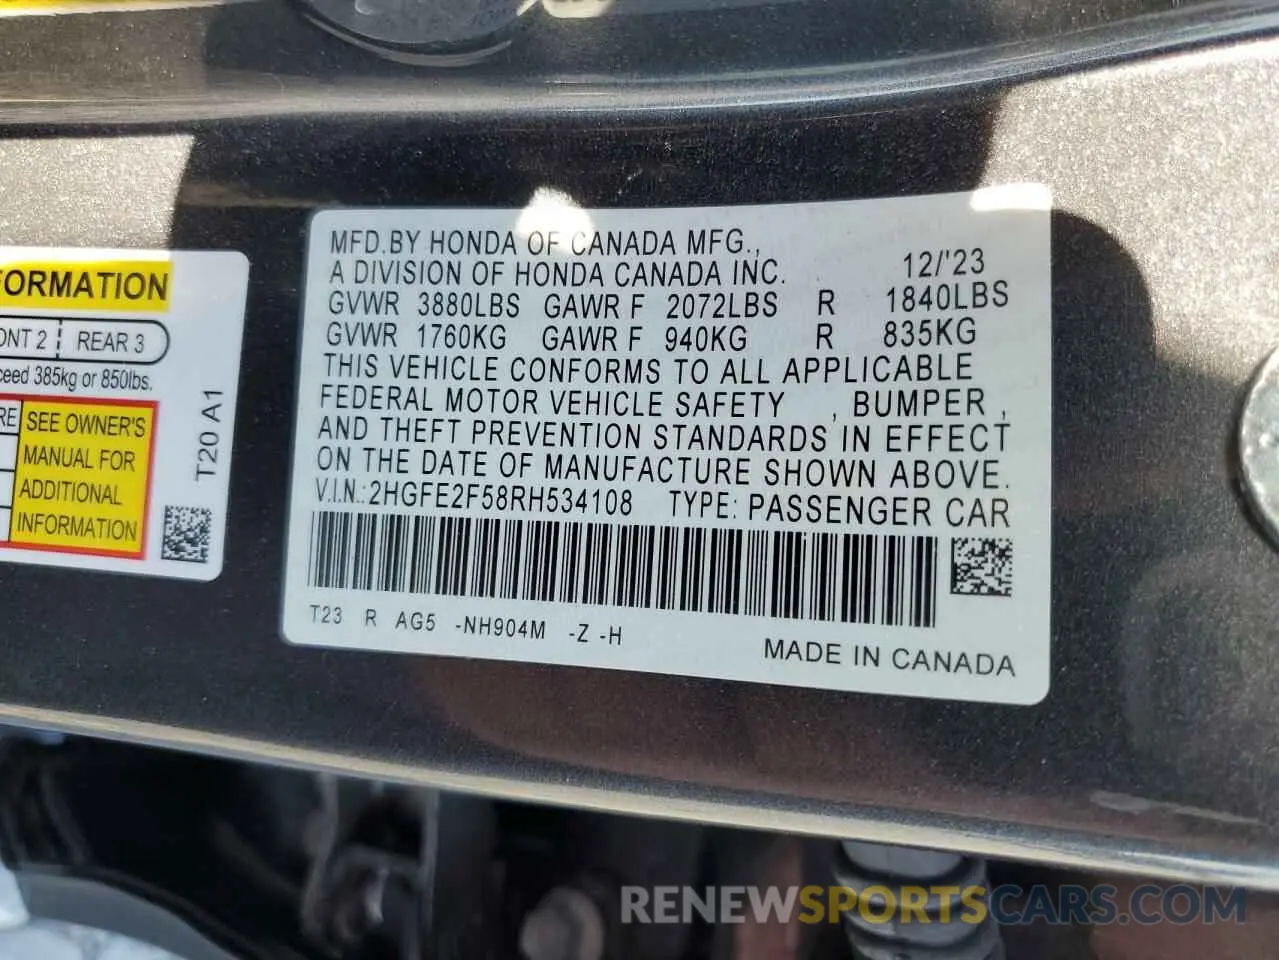 FORMATION
ONT 2 REAR 3
ceed 385kg or 850lbs.
RE
SEE OWNER'S
MANUAL FOR
ADDITIONAL
INFORMATION
T20 A1
MFD.BY HONDA OF CANADA MFG.,
A DIVISION OF HONDA CANADA INC. 12/'23
GVWR 3880LBS GAWR F 2072LBS R 1840LBS
GVWR 1760KG GAWR F 940KG R 835KG
THIS VEHICLE CONFORMS TO ALL APPLICABLE
FEDERAL MOTOR VEHICLE SAFETY , BUMPER ,
AND THEFT PREVENTION STANDARDS IN EFFECT
ON THE DATE OF MANUFACTURE SHOWN ABOVE.
V.I.N.:2HGFE2F58RH534108 TYPE: PASSENGER CAR
T23 R AG5 -NH904M -Z -H
MADE IN CANADA
RENEWSPORTSCARS.COM